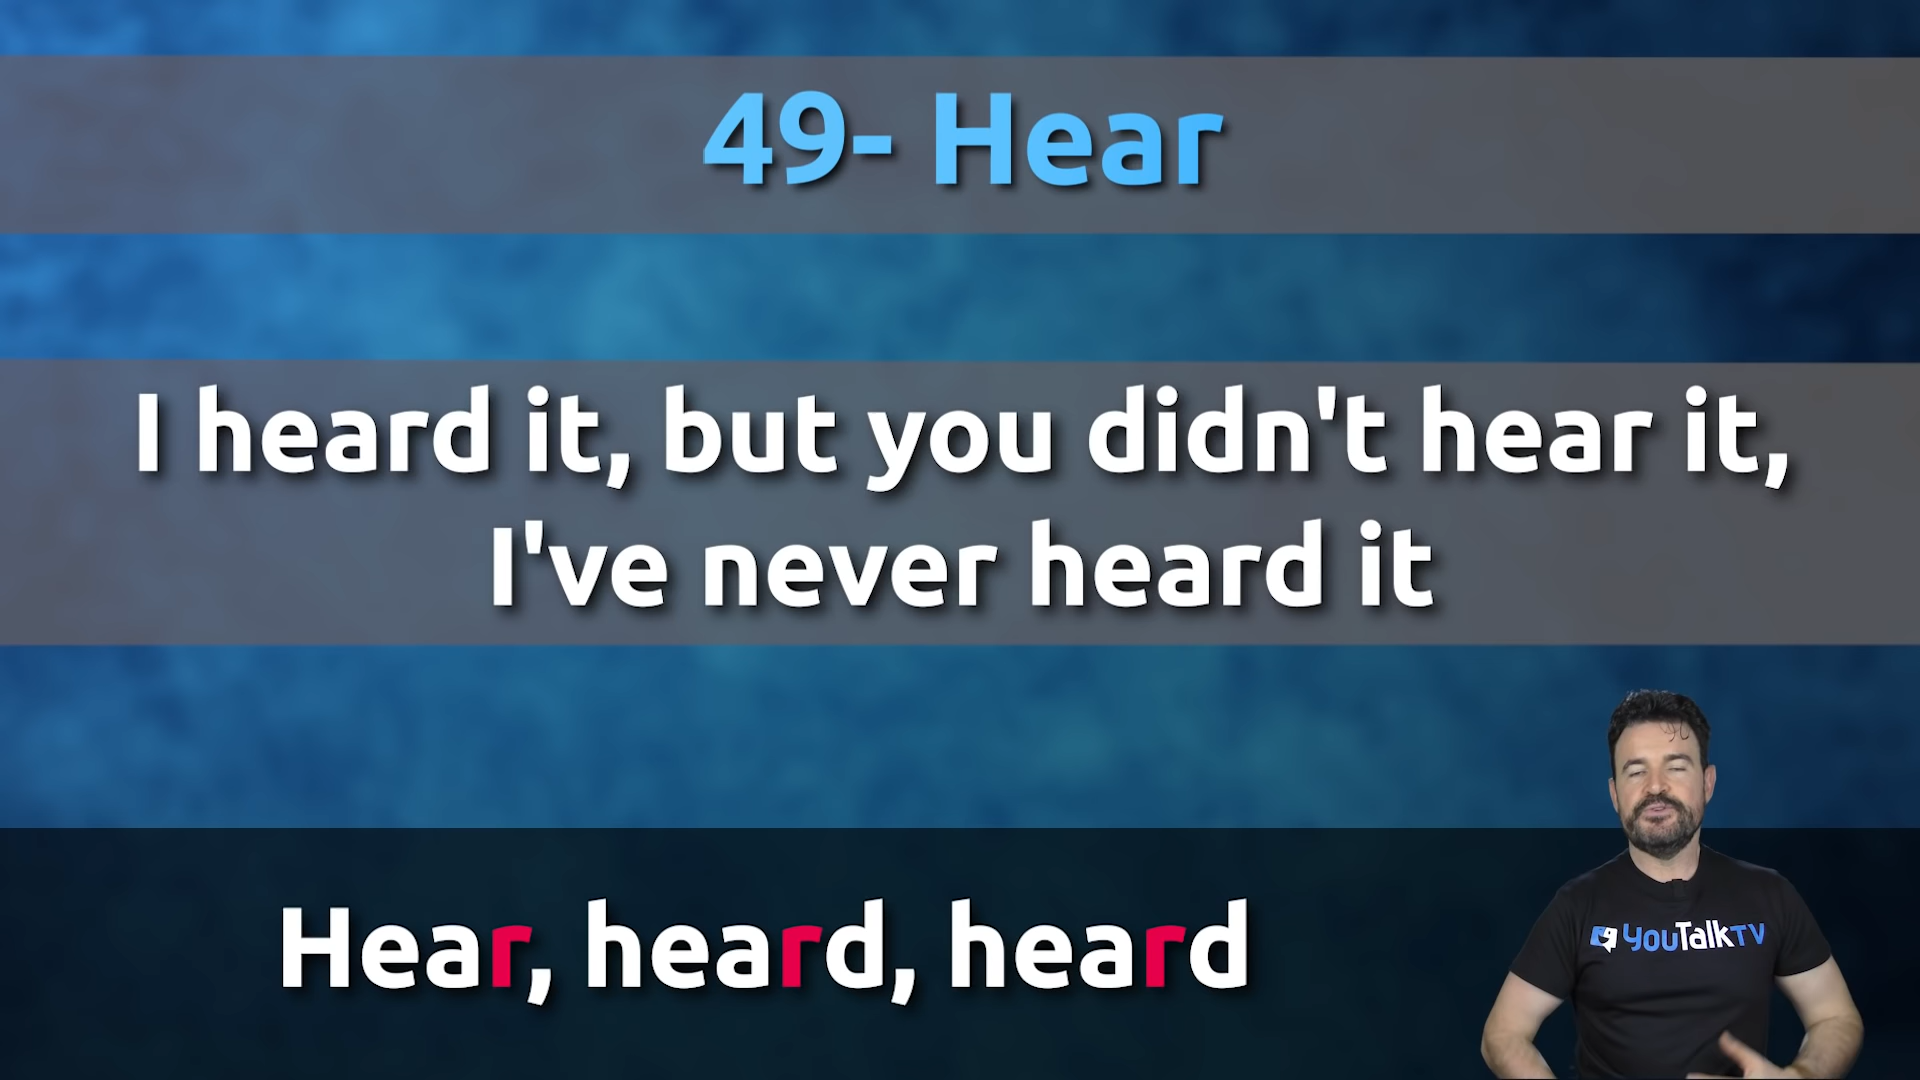 49- Hear
I heard it, but you didn't hear it,
I've never heard it
Hear, heard, heard
YouTalkTV